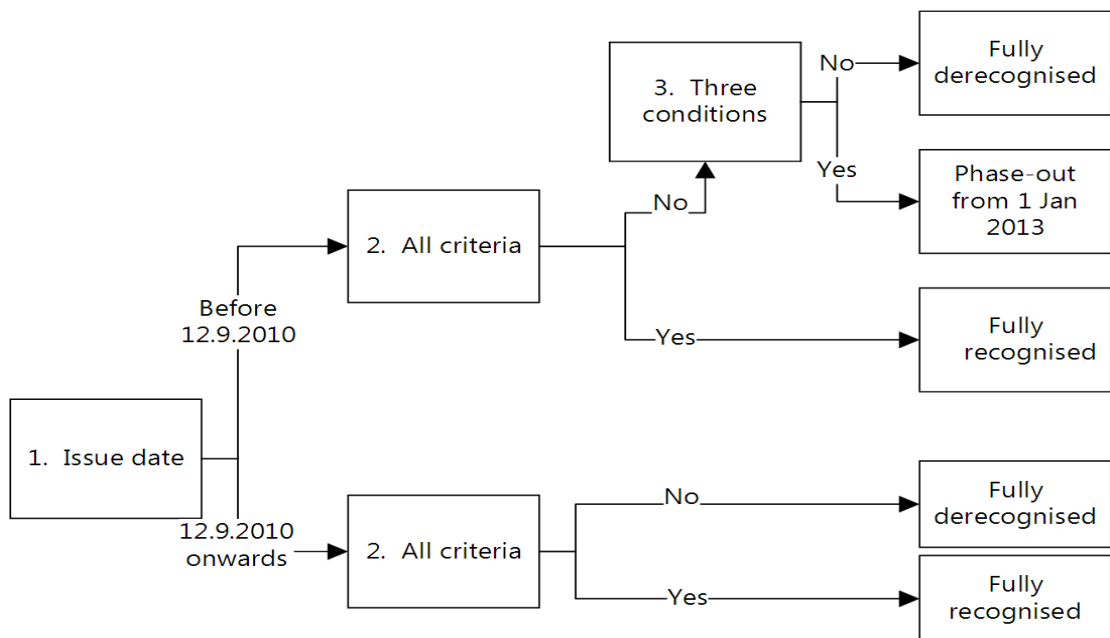 No
Fully
derecognised
3. Three
conditions
Yes
Phase-out
from 1 Jan
2013
No
2. All criteria
Before
12.9.2010
Yes
Fully
recognised
1. Issue date
No
Fully
derecognised
12.9.2010
onwards
2. All criteria
Yes
Fully
recognised